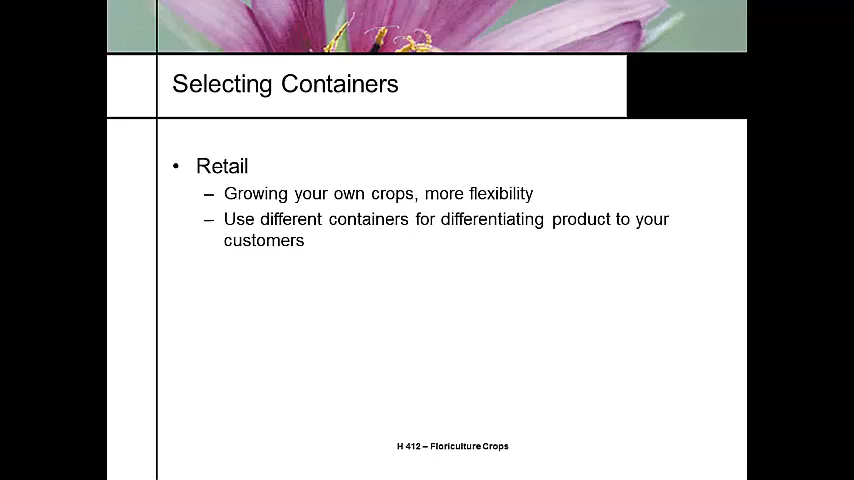 Selecting Containers
• Retail
– Growing your own crops, more flexibility
– Use different containers for differentiating product to your
customers
H 412 – Floriculture Crops